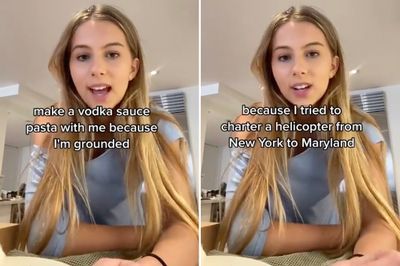 make a vodka sauce
pasta with me because
I'm grounded
because I tried to
charter a helicopter from
New York to Maryland